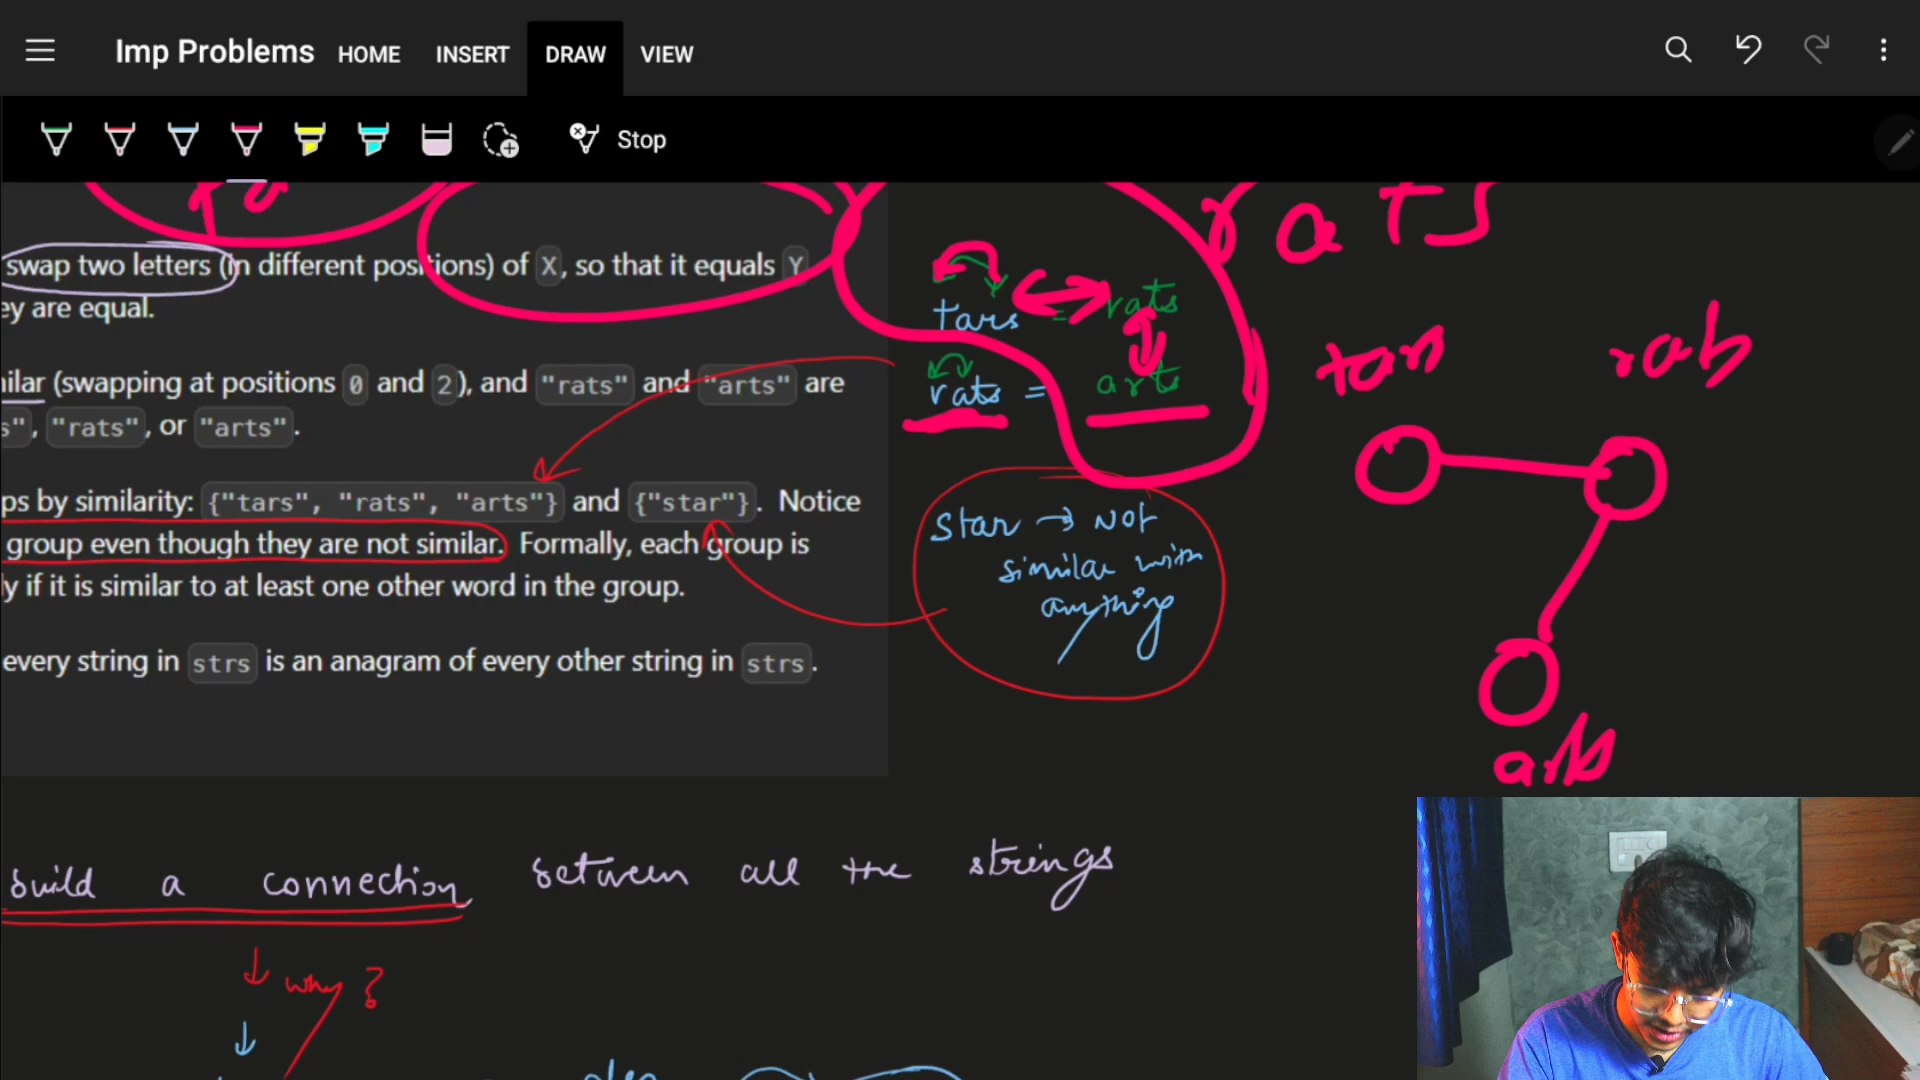 Imp Problems HOME INSERT DRAW VIEW
Stop
rats
swap two letters (in different positions) of X, so that it equals Y
ey are equal.
tars = rats
tars
milar (swapping at positions 0 and 2), and "rats" and "arts" are
rats = arts
s", "rats", or "arts".
ps by similarity: {"tars", "rats", "arts"} and {"star"}. Notice
group even though they are not similar. Formally, each group is
y if it is similar to at least one other word in the group.
star → NOT
similar with
anything
every string in strs is an anagram of every other string in strs.
arts
build a connection between all the strings
↓ why?
↓